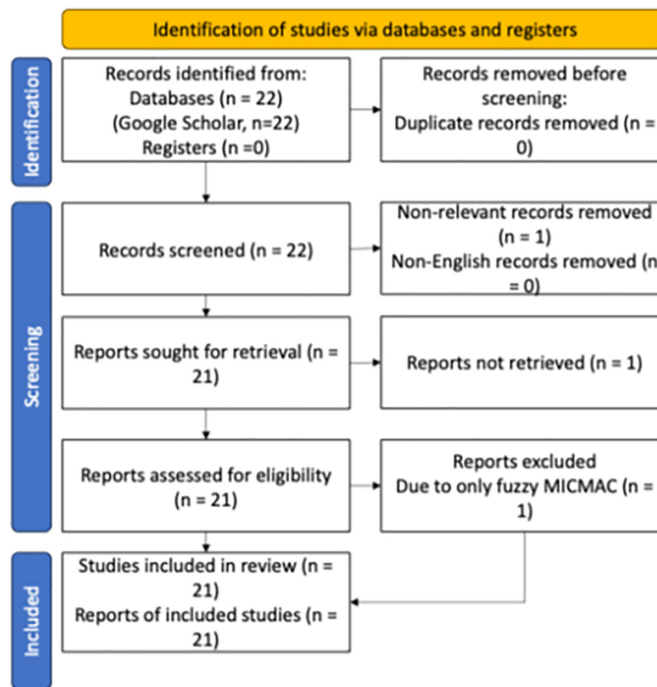 Identification of studies via databases and registers
Identification
Records identified from:
Databases (n = 22)
(Google Scholar, n=22)
Registers (n =0)
Records removed before
screening:
Duplicate records removed (n =
0)
Screening
Records screened (n = 22)
Non-relevant records removed
(n = 1)
Non-English records removed (n
= 0)
Reports sought for retrieval (n =
21)
Reports not retrieved (n = 1)
Reports assessed for eligibility
(n = 21)
Reports excluded
Due to only fuzzy MICMAC (n =
1)
Included
Studies included in review (n =
21)
Reports of included studies (n =
21)